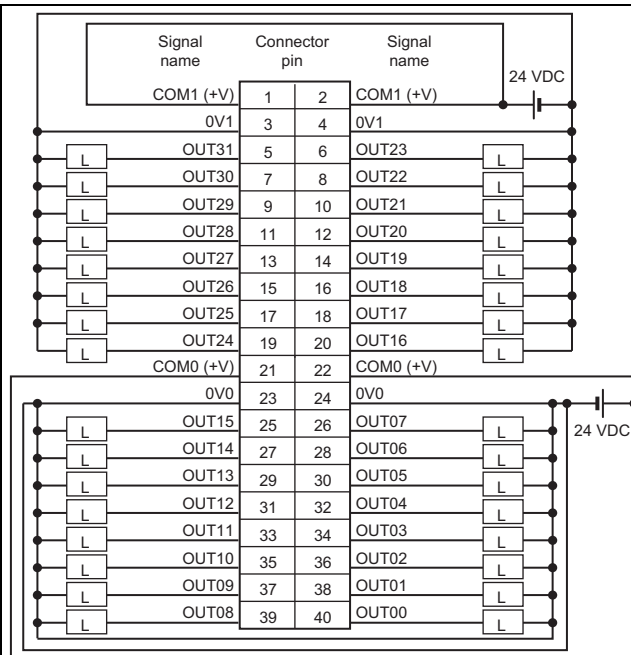 Signal name Connector pin Signal name
24 VDC
COM1 (+V) 1 2 COM1 (+V)
0V1 3 4 0V1
L OUT31 5 6 OUT23 L
L OUT30 7 8 OUT22 L
L OUT29 9 10 OUT21 L
L OUT28 11 12 OUT20 L
L OUT27 13 14 OUT19 L
L OUT26 15 16 OUT18 L
L OUT25 17 18 OUT17 L
L OUT24 19 20 OUT16 L
COM0 (+V) 21 22 COM0 (+V)
0V0 23 24 0V0
L OUT15 25 26 OUT07 L
24 VDC
L OUT14 27 28 OUT06 L
L OUT13 29 30 OUT05 L
L OUT12 31 32 OUT04 L
L OUT11 33 34 OUT03 L
L OUT10 35 36 OUT02 L
L OUT09 37 38 OUT01 L
L OUT08 39 40 OUT00 L